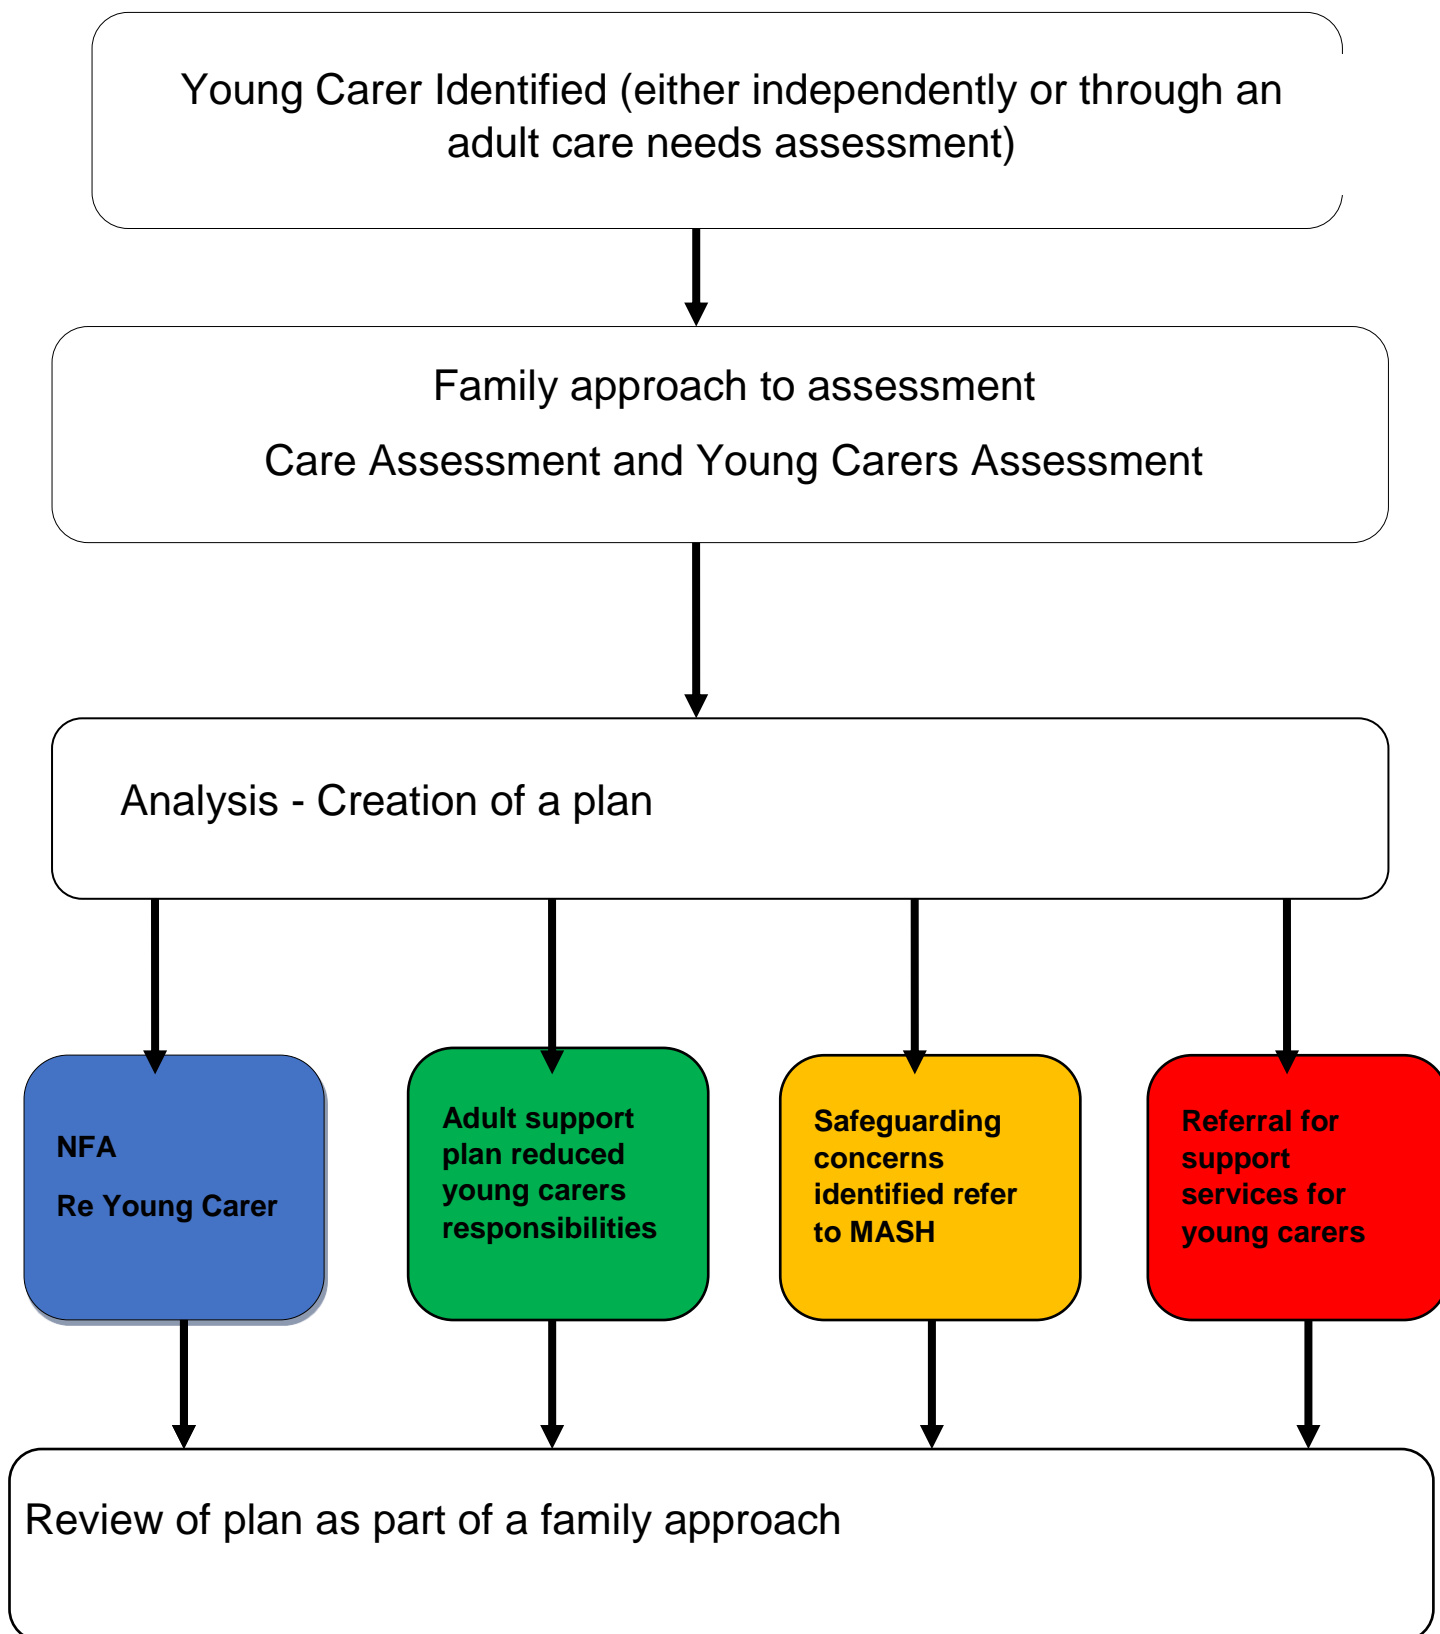 Young Carer Identified (either independently or through an
adult care needs assessment)
Family approach to assessment
Care Assessment and Young Carers Assessment
Analysis - Creation of a plan
NFA
Re Young Carer
Adult support
plan reduced
young carers
responsibilities
Safeguarding
concerns
identified refer
to MASH
Referral for
support
services for
young carers
Review of plan as part of a family approach